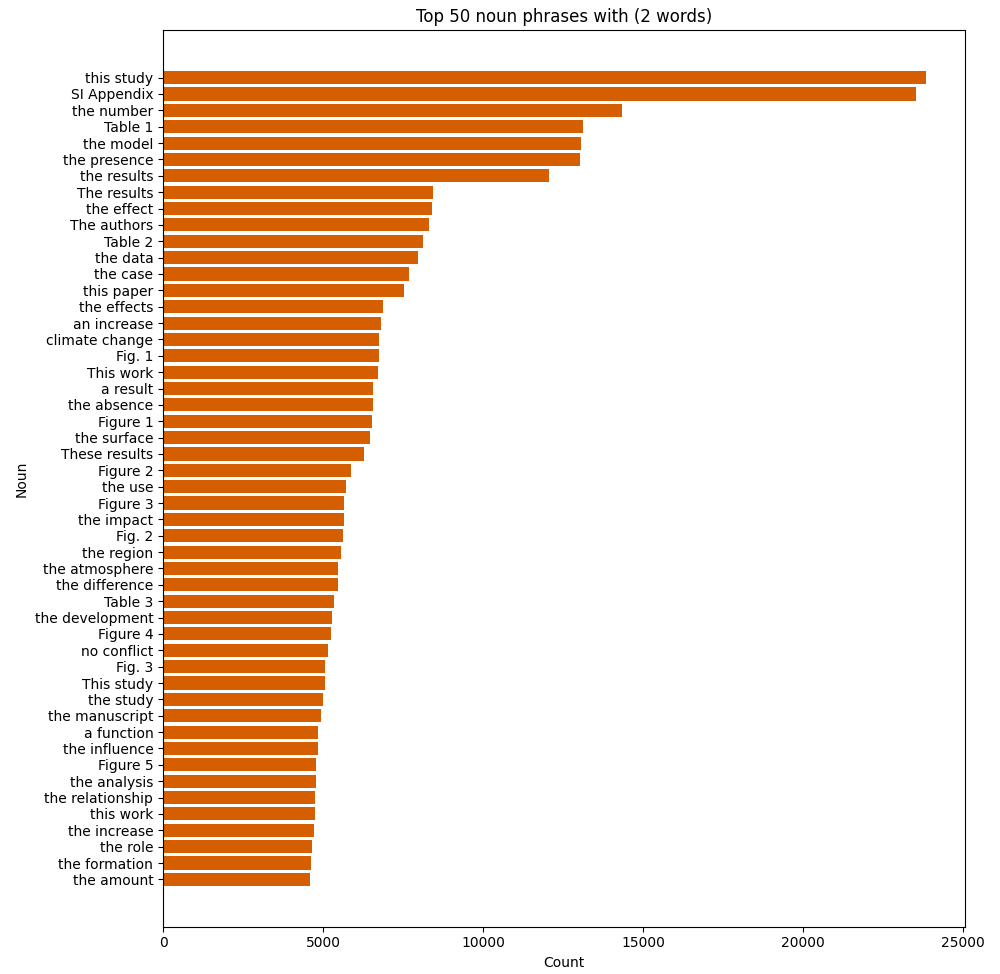 Top 50 noun phrases with (2 words)
this study
SI Appendix
the number
Table 1
the model
the presence
the results
The results
the effect
The authors
Table 2
the data
the case
this paper
the effects
an increase
climate change
Fig. 1
This work
a result
the absence
Figure 1
the surface
These results
Figure 2
the use
Figure 3
the impact
Fig. 2
the region
the atmosphere
the difference
Table 3
the development
Figure 4
no conflict
Fig. 3
This study
the study
the manuscript
a function
the influence
Figure 5
the analysis
the relationship
this work
the increase
the role
the formation
the amount
Noun
0 5000 10000 15000 20000 25000
Count